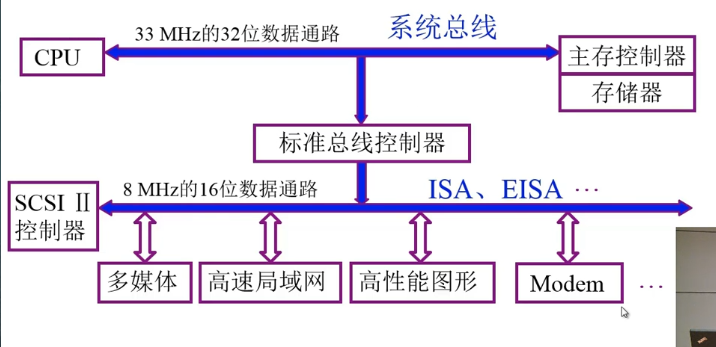 33 MHz的32位数据通路
系统总线
CPU
主存控制器
存储器
标准总线控制器
8 MHz的16位数据通路
ISA、EISA …
SCSI Ⅱ
控制器
多媒体
高速局域网
高性能图形
Modem
…